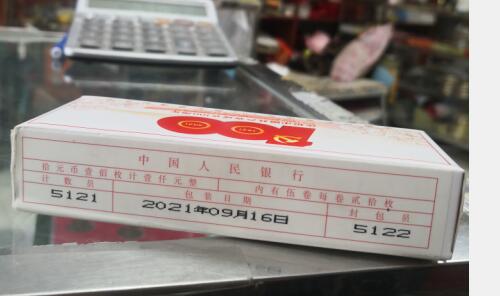 中国人民银行
拾元币壹佰枚计壹仟元整 内有伍卷每卷贰拾枚
计数员 包装日期 封包员
5121 2021年09月16日 5122